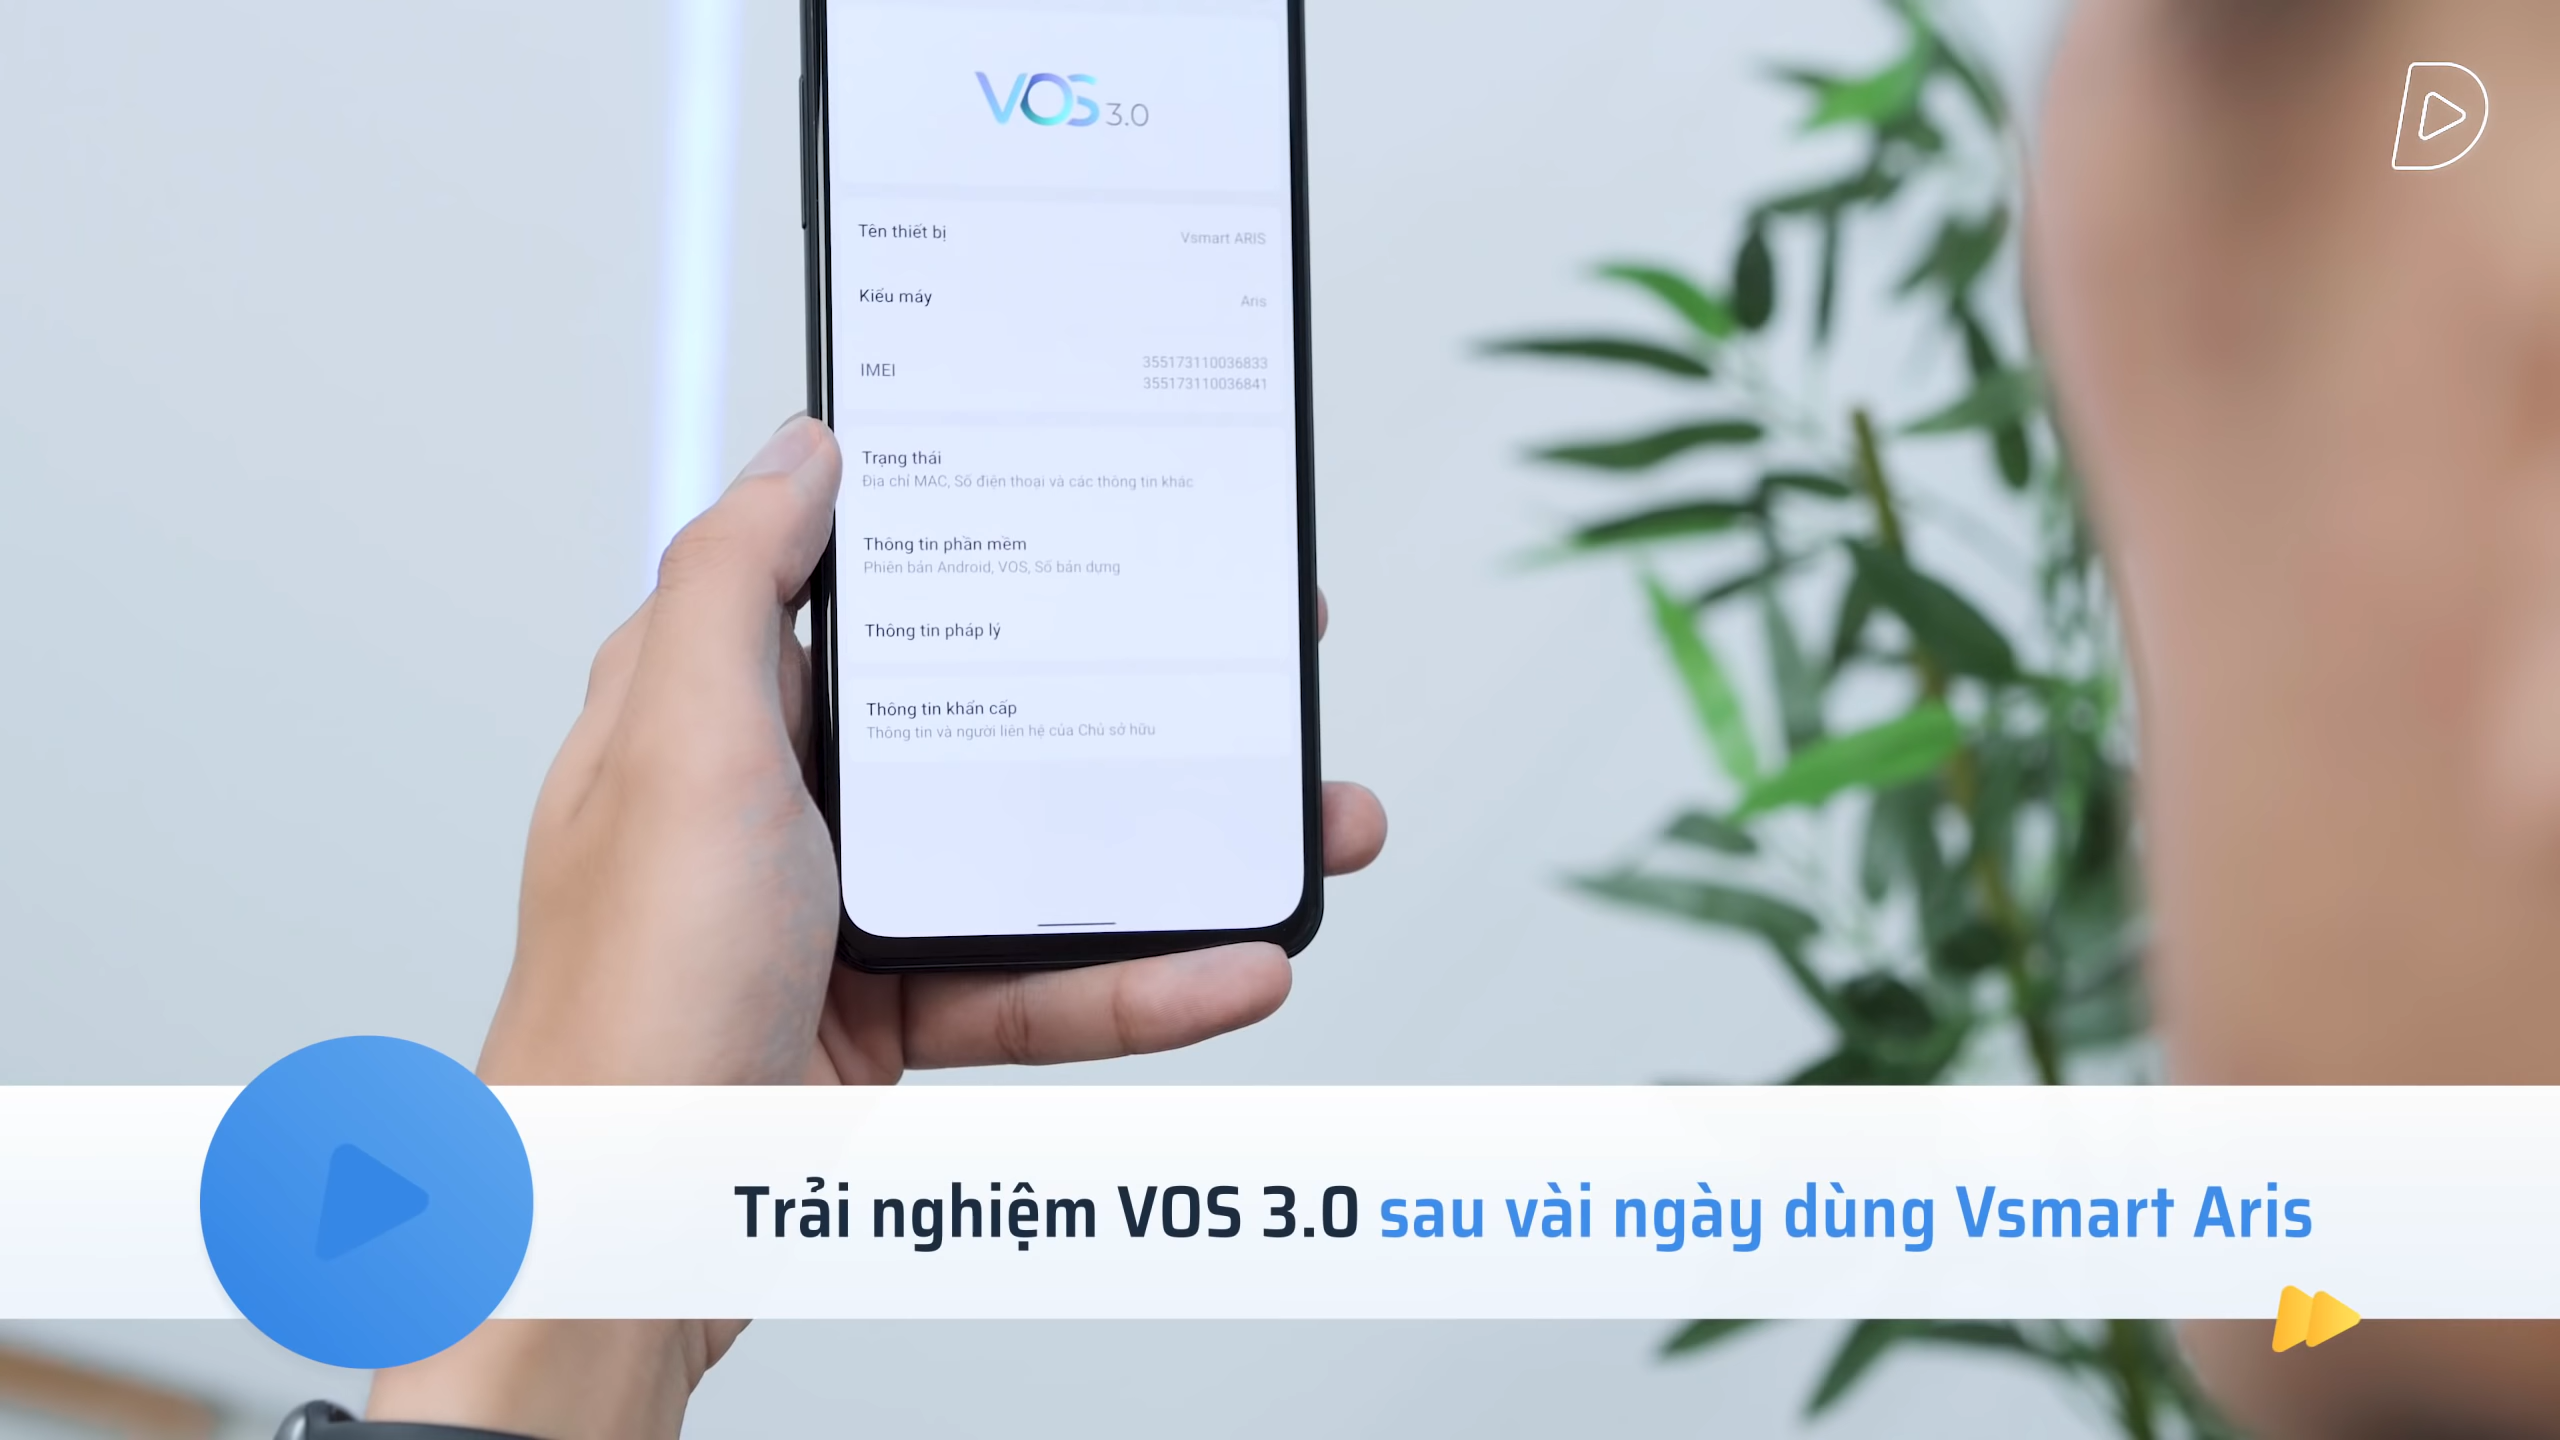 VOS 3.0
Tên thiết bị
Vsmart ARIS
Kiểu máy
Aris
IMEI
355173110036833
355173110036841
Trạng thái
Địa chỉ MAC, Số điện thoại và các thông tin khác
Thông tin phần mềm
Phiên bản Android, VOS, Số bản dựng
Thông tin pháp lý
Thông tin khẩn cấp
Thông tin và người liên hệ của Chủ sở hữu
Trải nghiệm VOS 3.0 sau vài ngày dùng Vsmart Aris